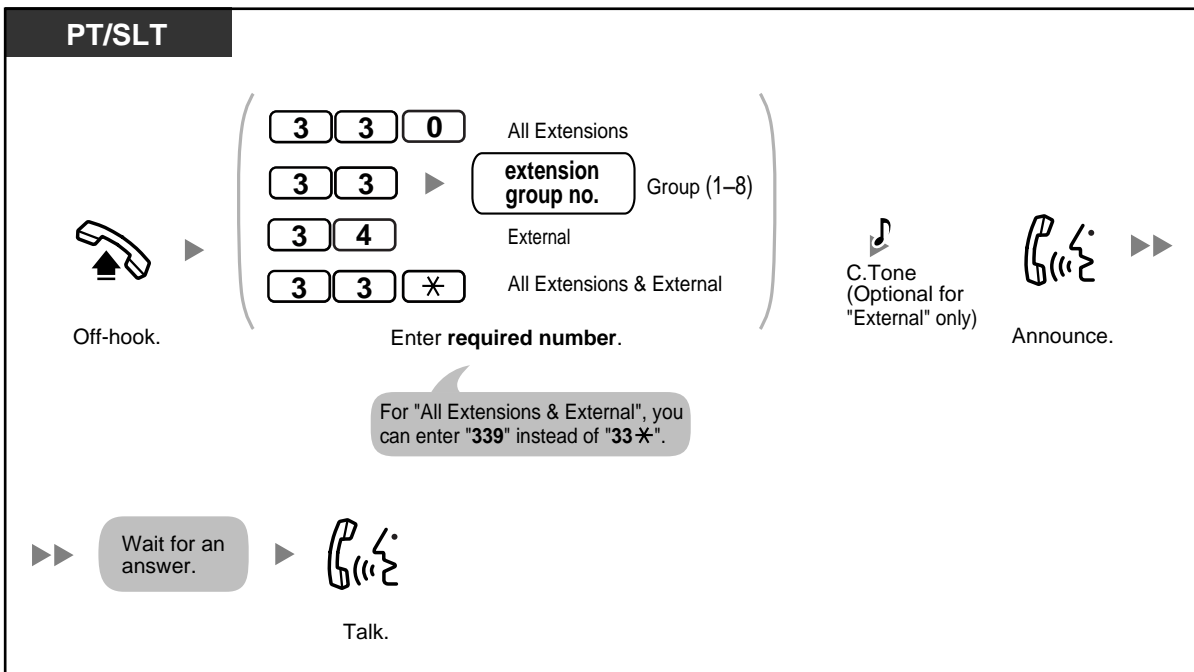 PT/SLT
3 3 0 All Extensions
3 3 extension group no. Group (1–8)
3 4 External
3 3 ✳ All Extensions & External
Off-hook.
Enter required number.
C.Tone
(Optional for
"External" only)
Announce.
For "All Extensions & External", you
can enter "339" instead of "33✳".
Wait for an
answer.
Talk.